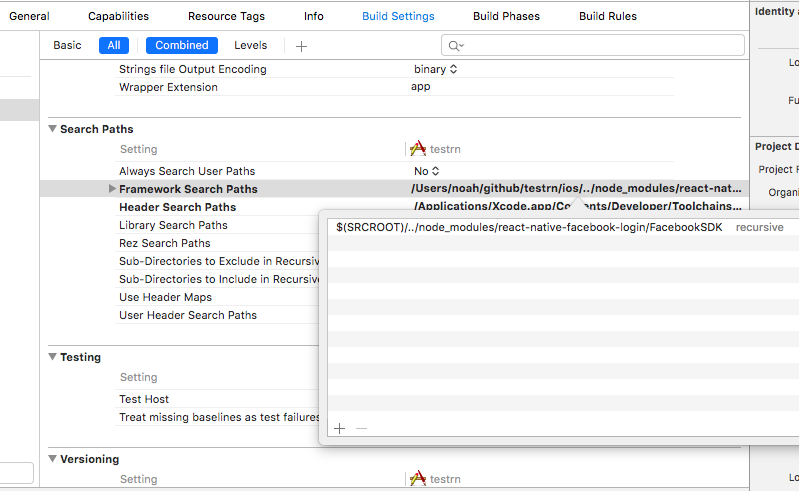 General Capabilities Resource Tags Info Build Settings Build Phases Build Rules
Identity a
Basic All Combined Levels
Strings file Output Encoding binary
Wrapper Extension app
Lo
Fu
Search Paths
Setting testrn
Project D
Always Search User Paths No
Project F
Framework Search Paths /Users/noah/github/testrn/ios/../node_modules/react-nat...
Organi
Header Search Paths /Applications/Xcode.app/Contents/Developer/Toolchains...
Library Search Paths
$(SRCROOT)/../node_modules/react-native-facebook-login/FacebookSDK recursive
Rez Search Paths
Sub-Directories to Exclude in Recursiv
Sub-Directories to Include in Recursive
Use Header Maps
User Header Search Paths
Testing
Setting
Test Host
Treat missing baselines as test failures
Versioning
Setting testrn
Lo